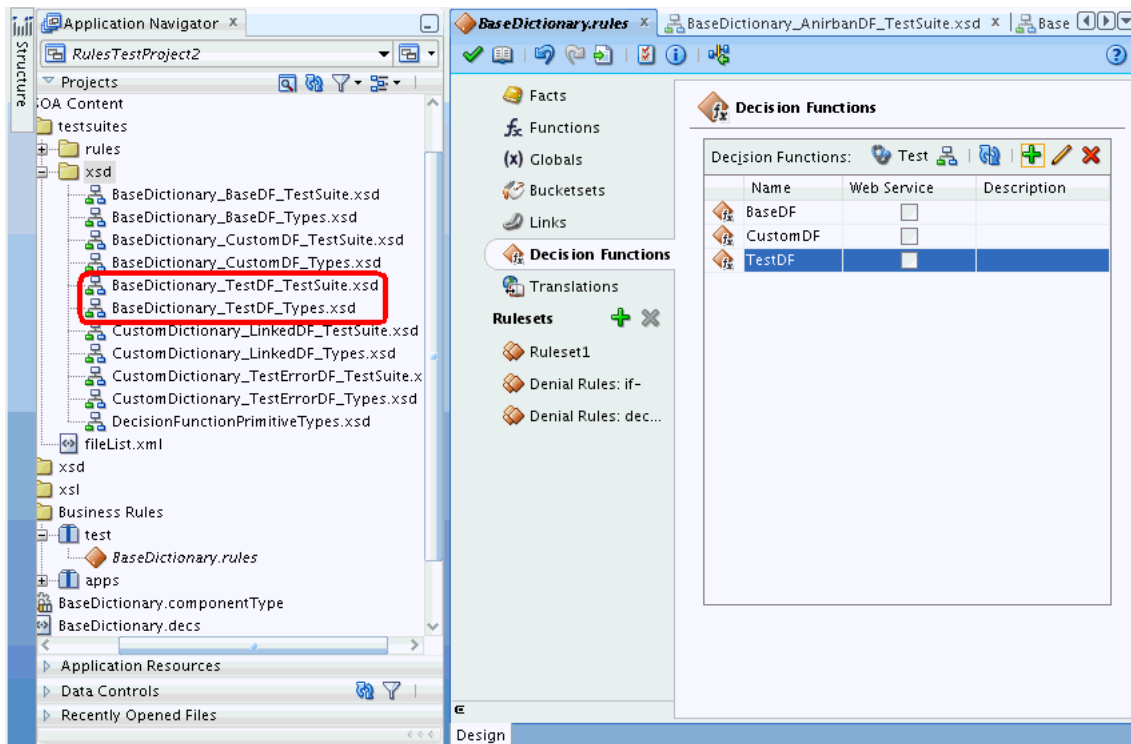 Structure
Application Navigator
RulesTestProject2
Projects
SOA Content
testsuites
rules
xsd
BaseDictionary_BaseDF_TestSuite.xsd
BaseDictionary_BaseDF_Types.xsd
BaseDictionary_CustomDF_TestSuite.xsd
BaseDictionary_CustomDF_Types.xsd
BaseDictionary_TestDF_TestSuite.xsd
BaseDictionary_TestDF_Types.xsd
CustomDictionary_LinkedDF_TestSuite.xsd
CustomDictionary_LinkedDF_Types.xsd
CustomDictionary_TestErrorDF_TestSuite.x
CustomDictionary_TestErrorDF_Types.xsd
DecisionFunctionPrimitiveTypes.xsd
fileList.xml
xsd
xsl
Business Rules
test
BaseDictionary.rules
apps
BaseDictionary.componentType
BaseDictionary.decs
Application Resources
Data Controls
Recently Opened Files
BaseDictionary.rules
BaseDictionary_AnirbanDF_TestSuite.xsd
Base
Facts
Functions
(x) Globals
Bucketsets
Links
Decision Functions
Translations
Rulesets
Ruleset1
Denial Rules: if-
Denial Rules: dec...
Decision Functions
Decision Functions: Test
Name Web Service Description
BaseDF
CustomDF
TestDF
Design